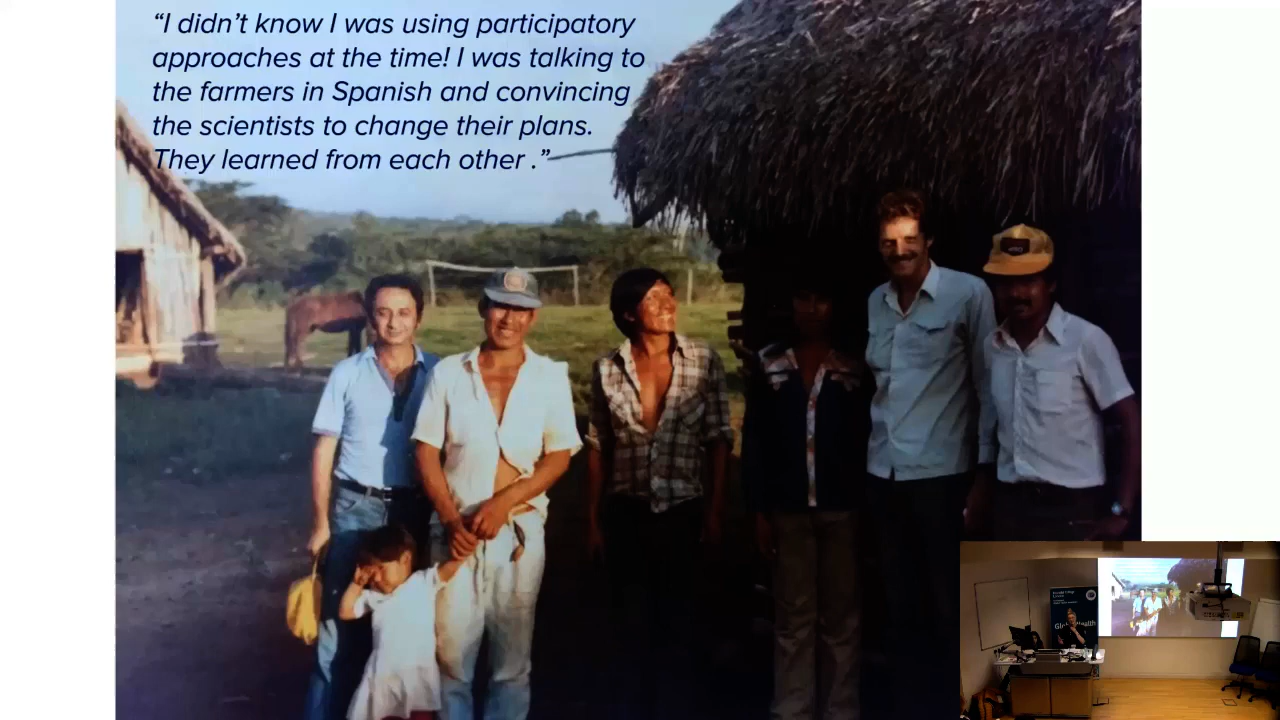 “I didn’t know I was using participatory
approaches at the time! I was talking to
the farmers in Spanish and convincing
the scientists to change their plans.
They learned from each other .”